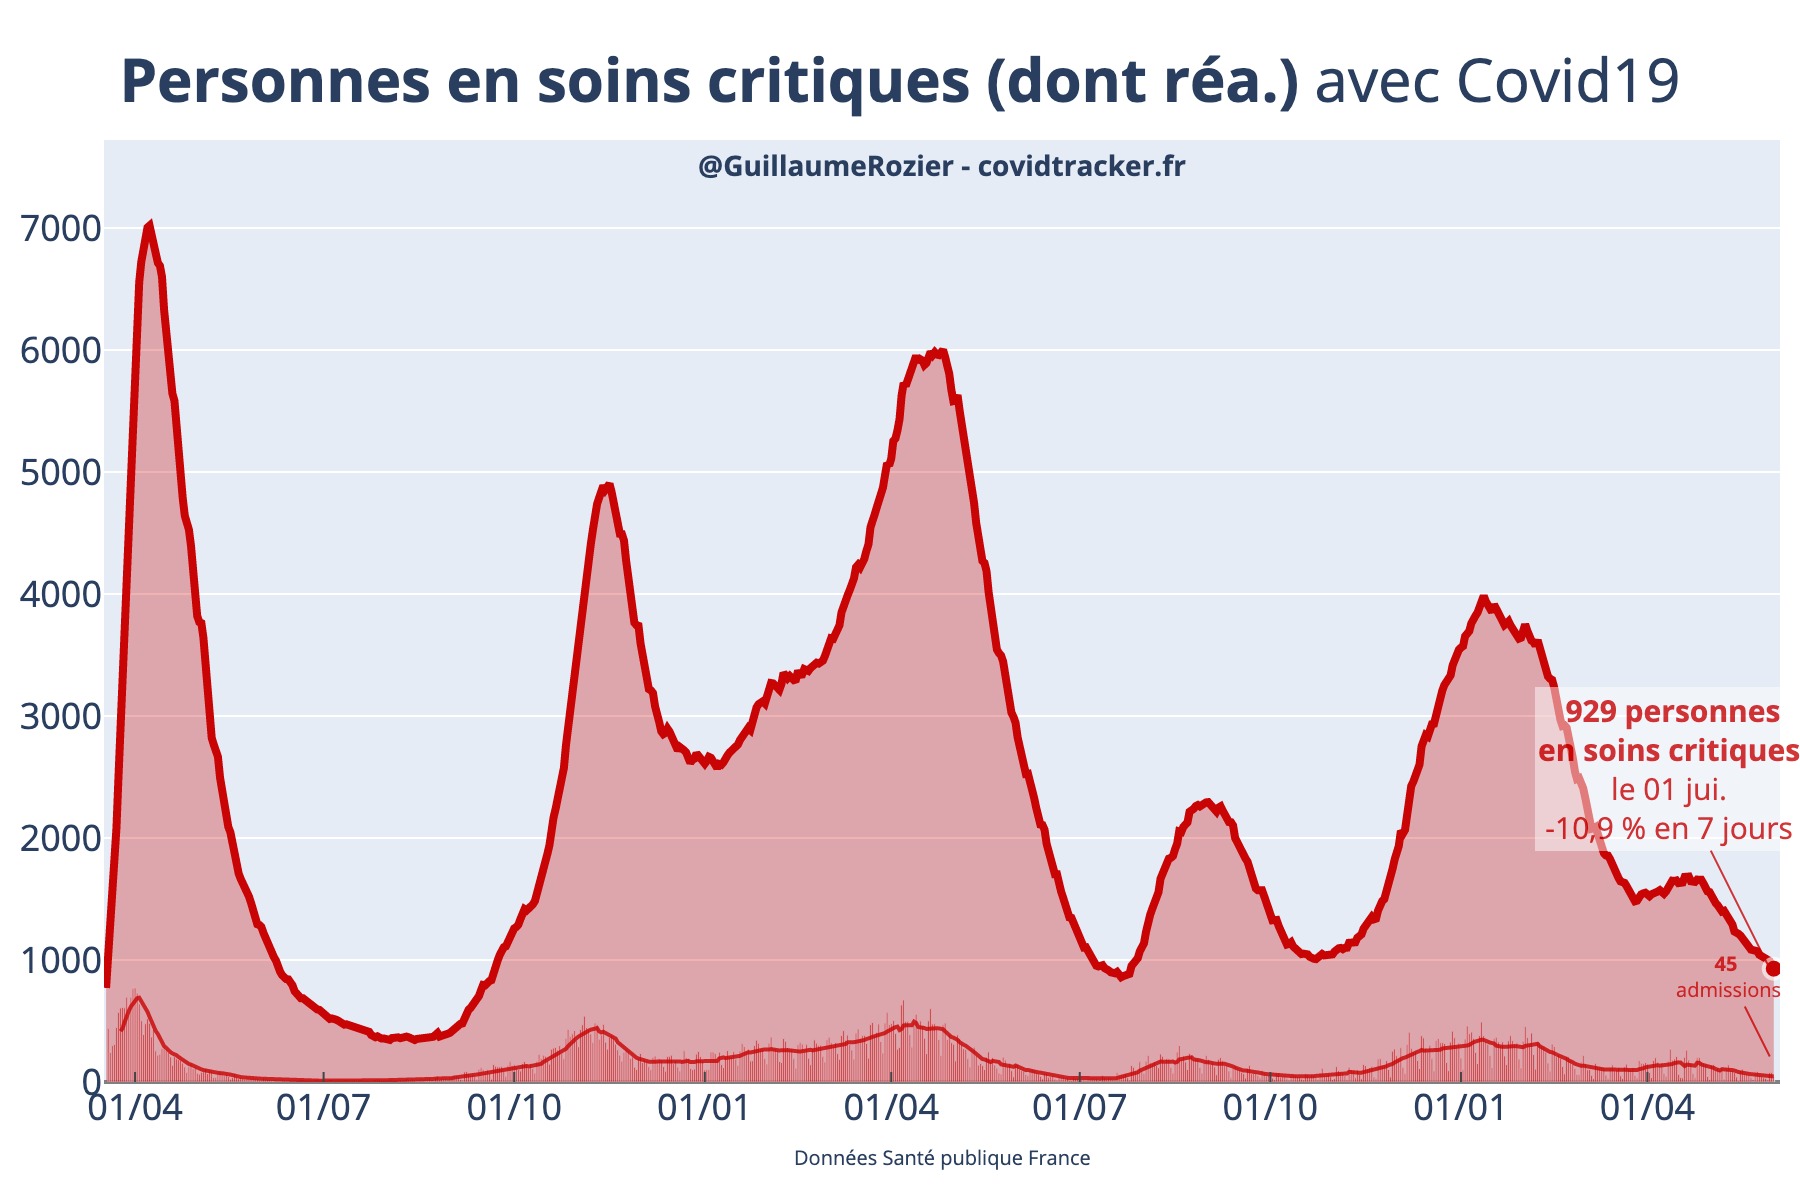 Personnes en soins critiques (dont réa.) avec Covid19
@GuillaumeRozier - covidtracker.fr
7000
6000
5000
4000
3000
2000
1000
0
929 personnes
en soins critiques
le 01 jui.
-10,9 % en 7 jours
45
admissions
01/04 01/07 01/10 01/01 01/04 01/07 01/10 01/01 01/04
Données Santé publique France